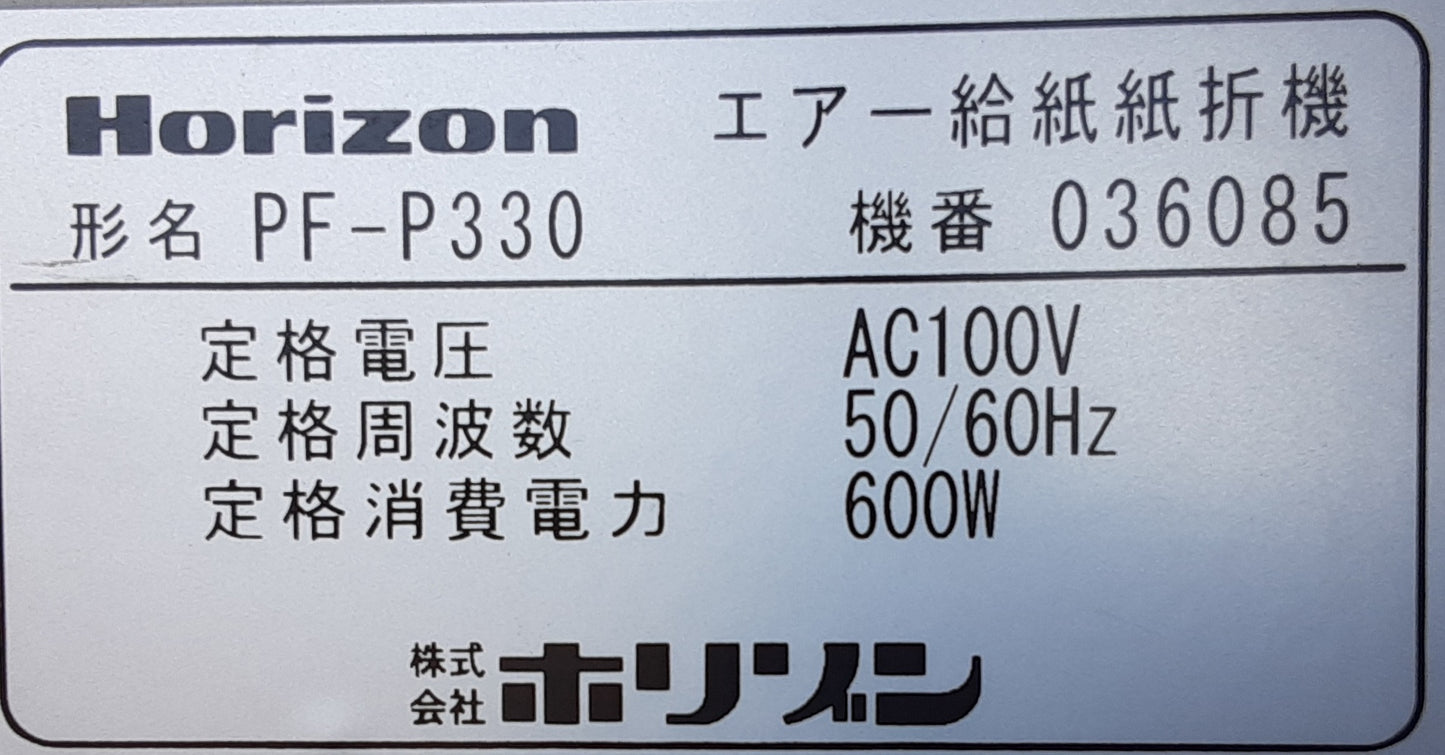 Horizon エアー給紙紙折機
形名 PF-P330 機番 036085
定格電圧 AC100V
定格周波数 50/60Hz
定格消費電力 600W
株式会社 ホリゾン